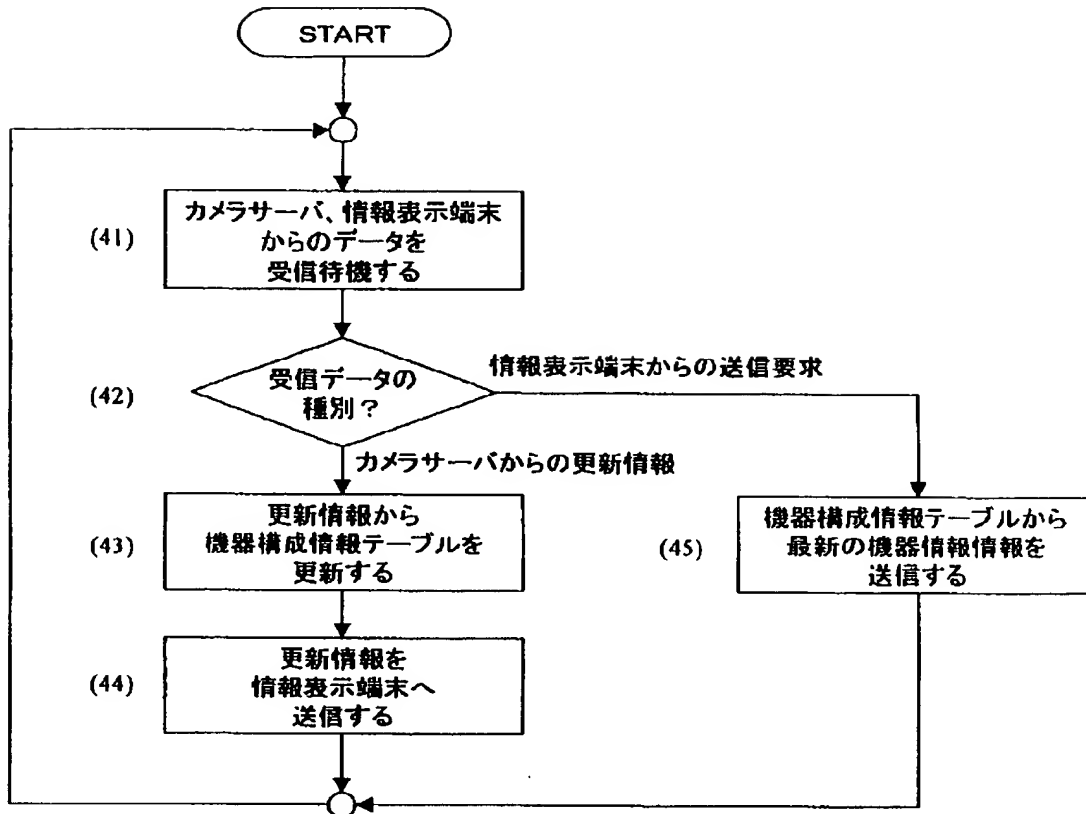 START
(41)
カメラサーバ、情報表示端末
からのデータを
受信待機する
(42)
受信データの
種別？
情報表示端末からの送信要求
カメラサーバからの更新情報
(43)
更新情報から
機器構成情報テーブルを
更新する
(45)
機器構成情報テーブルから
最新の機器情報情報を
送信する
(44)
更新情報を
情報表示端末へ
送信する